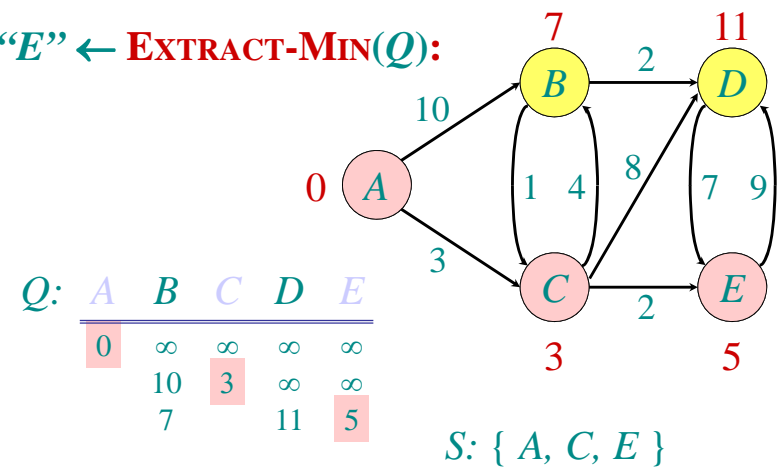 “E” ← EXTRACT-MIN(Q):
7
11
B
2
D
10
0
A
1
4
8
7
9
3
C
2
E
3
5
Q: A B C D E
0 ∞ ∞ ∞ ∞
10 3 ∞ ∞
7 11 5
S: { A, C, E }